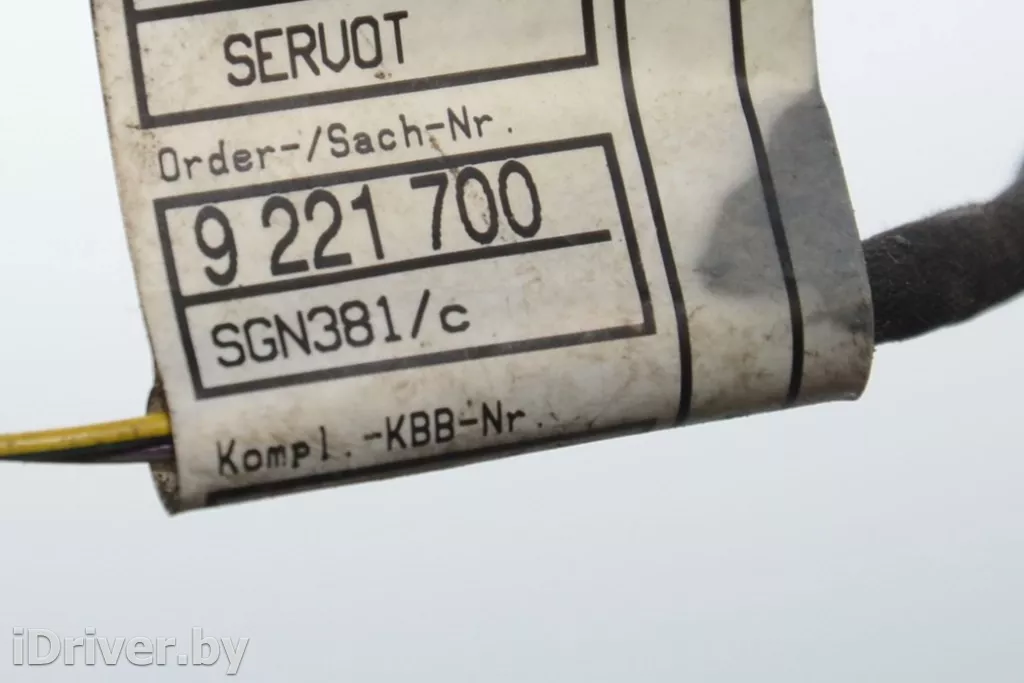 SERVOT
Order-/Sach-Nr.
9 221 700
SGN381/c
Kompl.-KBB-Nr.
iDriver.by